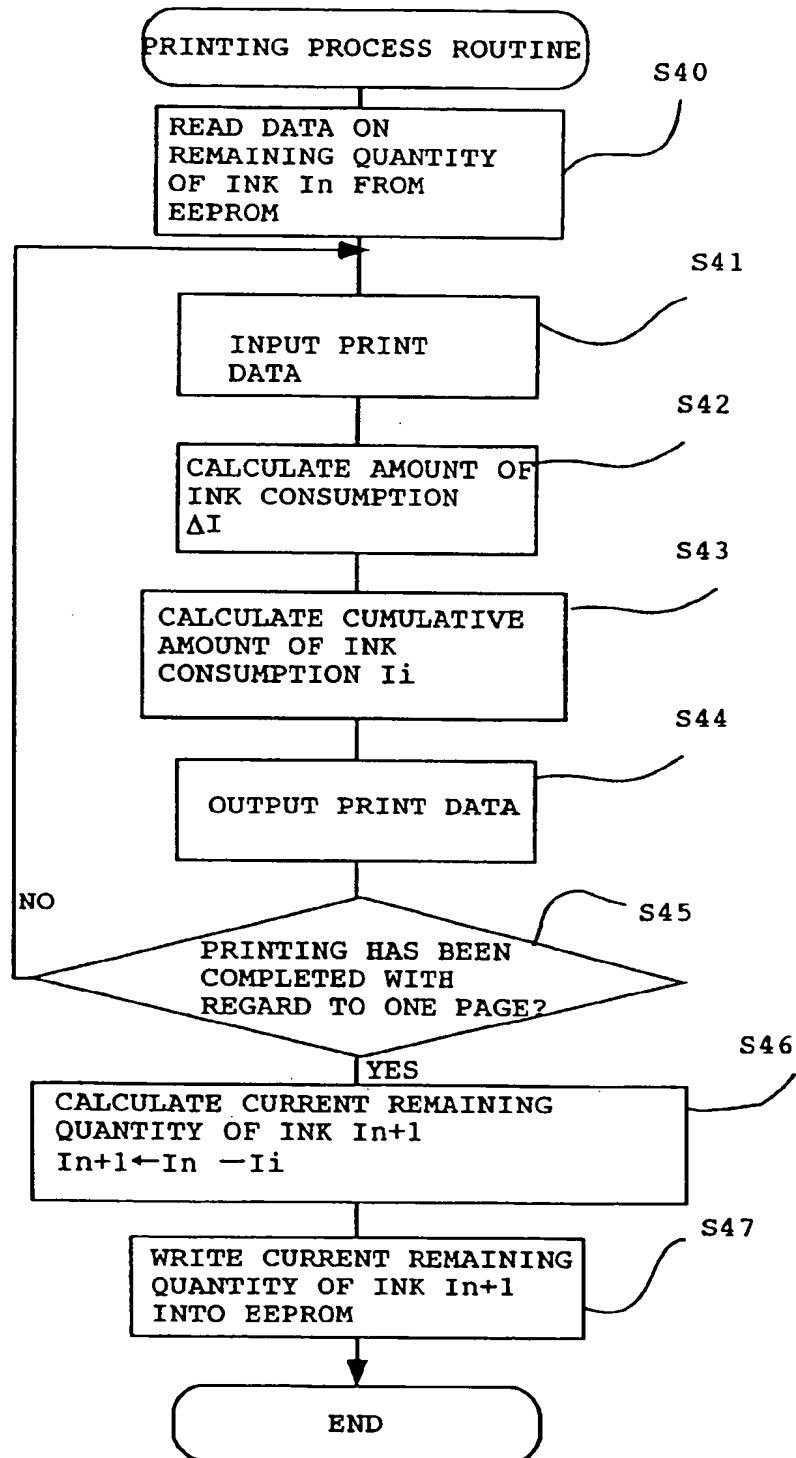 PRINTING PROCESS ROUTINE
S40
READ DATA ON
REMAINING QUANTITY
OF INK In FROM
EEPROM
S41
INPUT PRINT
DATA
S42
CALCULATE AMOUNT OF
INK CONSUMPTION
ΔI
S43
CALCULATE CUMULATIVE
AMOUNT OF INK
CONSUMPTION Ii
S44
OUTPUT PRINT DATA
NO
S45
PRINTING HAS BEEN
COMPLETED WITH
REGARD TO ONE PAGE?
YES
S46
CALCULATE CURRENT REMAINING
QUANTITY OF INK In+1
In+1←In —Ii
S47
WRITE CURRENT REMAINING
QUANTITY OF INK In+1
INTO EEPROM
END